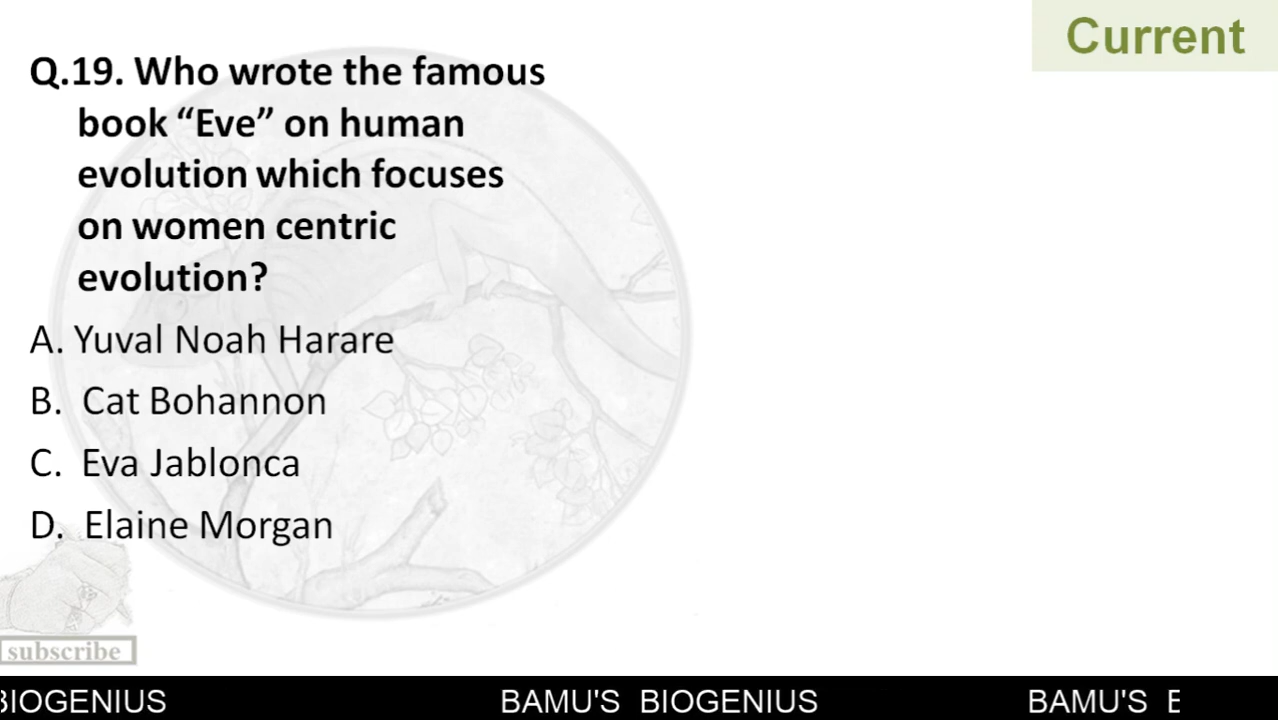 Current
Q.19. Who wrote the famous
book “Eve” on human
evolution which focuses
on women centric
evolution?
A. Yuval Noah Harare
B. Cat Bohannon
C. Eva Jablonca
D. Elaine Morgan
subscribe
BIOGENIUS BAMU'S BIOGENIUS BAMU'S